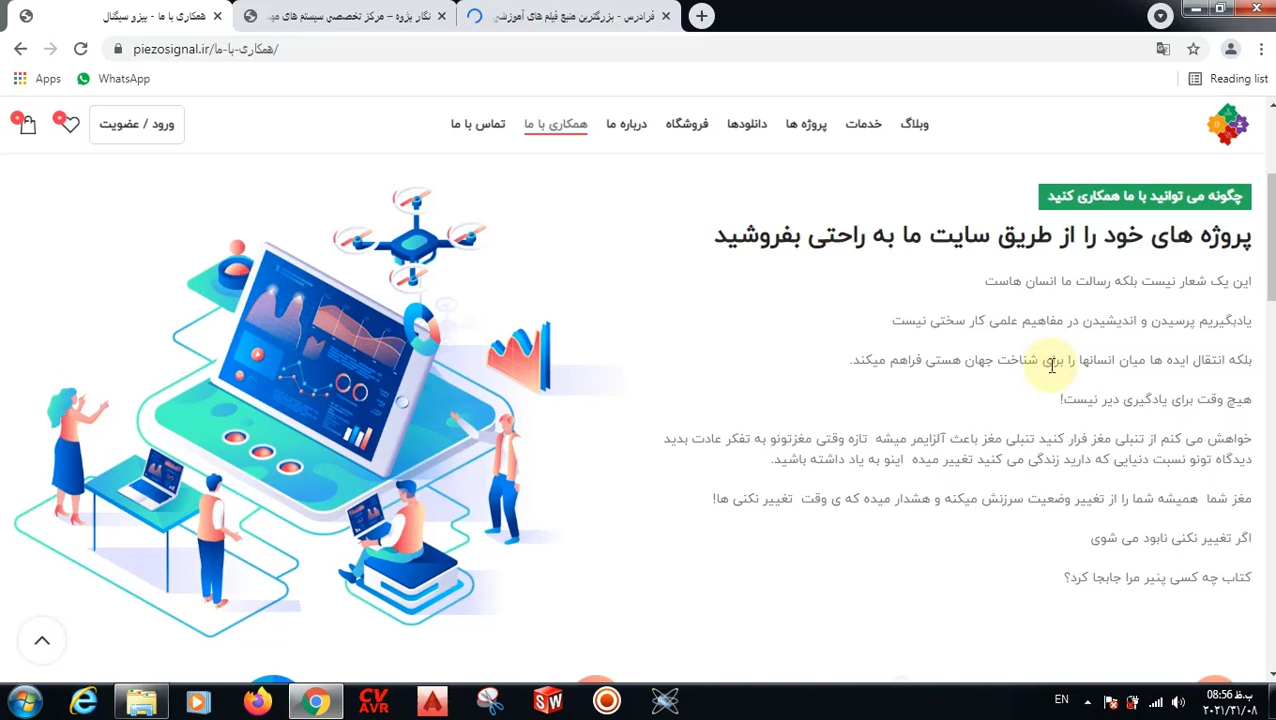 همکاری با ما - پیزو سیگنال
نگار پژوه – مرکز تخصصی سیستم های مه
فرادرس - بزرگترین منبع فیلم های آموزشی
piezosignal.ir/همکاری-با-ما/
Apps
WhatsApp
Reading list
وبلاگ
خدمات
پروژه ها
دانلودها
فروشگاه
درباره ما
همکاری با ما
تماس با ما
ورود / عضویت
چگونه می توانید با ما همکاری کنید
پروژه های خود را از طریق سایت ما به راحتی بفروشید
این یک شعار نیست بلکه رسالت ما انسان هاست
یادبگیریم پرسیدن و اندیشیدن در مفاهیم علمی کار سختی نیست
بلکه انتقال ایده ها میان انسانها را برای شناخت جهان هستی فراهم میکند.
هیچ وقت برای یادگیری دیر نیست!
خواهش می کنم از تنبلی مغز فرار کنید تنبلی مغز باعث آلزایمر میشه تازه وقتی مغزتونو به تفکر عادت بدید
دیدگاه تونو نسبت دنیایی که دارید زندگی می کنید تغییر میده اینو به یاد داشته باشید.
مغز شما همیشه شما را از تغییر وضعیت سرزنش میکنه و هشدار میده که ی وقت تغییر نکنی ها!
اگر تغییر نکنی نابود می شوی
کتاب چه کسی پنیر مرا جابجا کرد؟
CV
AVR
SW
EN
08:56 ب.ظ
۲۰۲۱/۳۱/۰۸